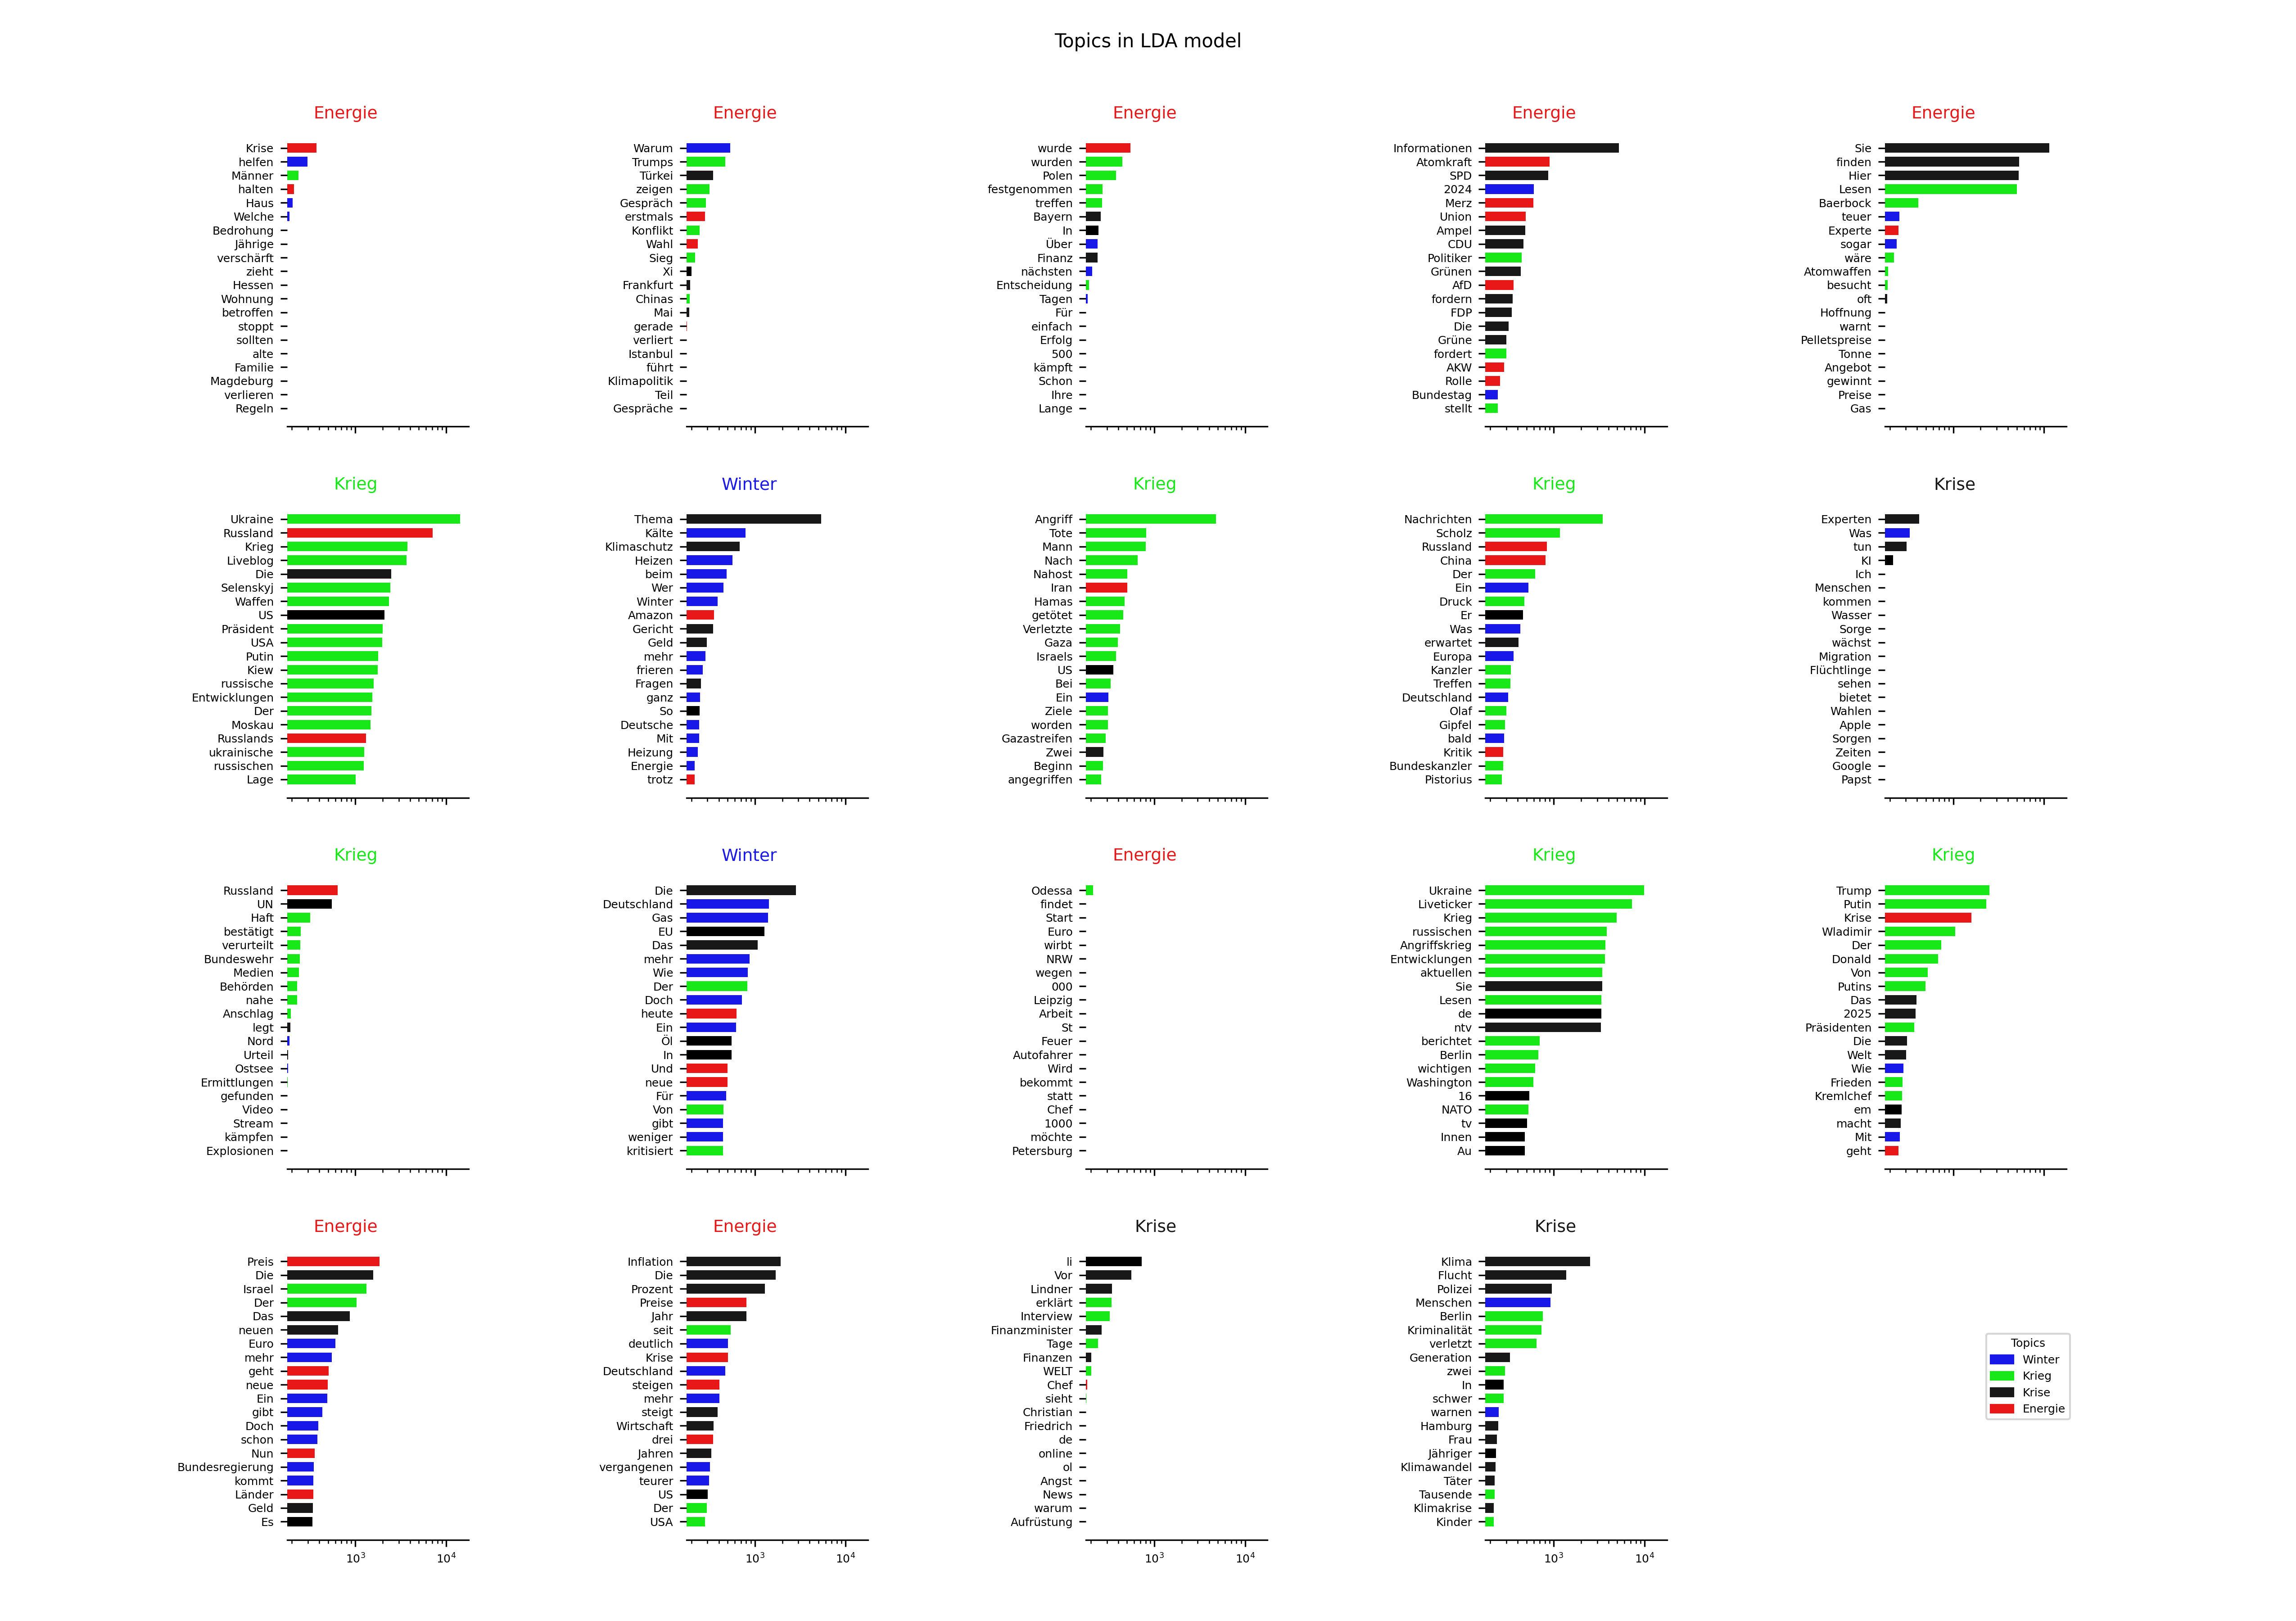 Topics in LDA model
Energie
Krise
helfen
Männer
halten
Haus
Welche
Bedrohung
Jährige
verschärft
zieht
Hessen
Wohnung
betroffen
stoppt
sollten
alte
Familie
Magdeburg
verlieren
Regeln
Energie
Warum
Trumps
Türkei
zeigen
Gespräch
erstmals
Konflikt
Wahl
Sieg
Xi
Frankfurt
Chinas
Mai
gerade
verliert
Istanbul
führt
Klimapolitik
Teil
Gespräche
Energie
wurde
wurden
Polen
festgenommen
treffen
Bayern
In
Über
Finanz
nächsten
Entscheidung
Tagen
Für
einfach
Erfolg
500
kämpft
Schon
Ihre
Lange
Energie
Informationen
Atomkraft
SPD
2024
Merz
Union
Ampel
CDU
Politiker
Grünen
AfD
fordern
FDP
Die
Grüne
fordert
AKW
Rolle
Bundestag
stellt
Energie
Sie
finden
Hier
Lesen
Baerbock
teuer
Experte
sogar
wäre
Atomwaffen
besucht
oft
Hoffnung
warnt
Pelletspreise
Tonne
Angebot
gewinnt
Preise
Gas
Krieg
Ukraine
Russland
Krieg
Liveblog
Die
Selenskyj
Waffen
US
Präsident
USA
Putin
Kiew
russische
Entwicklungen
Der
Moskau
Russlands
ukrainische
russischen
Lage
Winter
Thema
Kälte
Klimaschutz
Heizen
beim
Wer
Winter
Amazon
Gericht
Geld
mehr
frieren
Fragen
ganz
So
Deutsche
Mit
Heizung
Energie
trotz
Krieg
Angriff
Tote
Mann
Nach
Nahost
Iran
Hamas
getötet
Verletzte
Gaza
Israels
US
Bei
Ein
Ziele
worden
Gazastreifen
Zwei
Beginn
angegriffen
Krieg
Nachrichten
Scholz
Russland
China
Der
Ein
Druck
Er
Was
erwartet
Europa
Kanzler
Treffen
Deutschland
Olaf
Gipfel
bald
Kritik
Bundeskanzler
Pistorius
Krise
Experten
Was
tun
KI
Ich
Menschen
kommen
Wasser
Sorge
wächst
Migration
Flüchtlinge
sehen
bietet
Wahlen
Apple
Sorgen
Zeiten
Google
Papst
Krieg
Russland
UN
Haft
bestätigt
verurteilt
Bundeswehr
Medien
Behörden
nahe
Anschlag
legt
Nord
Urteil
Ostsee
Ermittlungen
gefunden
Video
Stream
kämpfen
Explosionen
Winter
Die
Deutschland
Gas
EU
Das
mehr
Wie
Der
Doch
heute
Ein
Öl
In
Und
neue
Für
Von
gibt
weniger
kritisiert
Energie
Odessa
findet
Start
Euro
wirbt
NRW
wegen
000
Leipzig
Arbeit
St
Feuer
Autofahrer
Wird
bekommt
statt
Chef
1000
möchte
Petersburg
Krieg
Ukraine
Liveticker
Krieg
russischen
Angriffskrieg
Entwicklungen
aktuellen
Sie
Lesen
de
ntv
berichtet
Berlin
wichtigen
Washington
16
NATO
tv
Innen
Au
Krieg
Trump
Putin
Krise
Wladimir
Der
Donald
Von
Putins
Das
2025
Präsidenten
Die
Welt
Wie
Frieden
Kremlchef
em
macht
Mit
geht
Energie
Preis
Die
Israel
Der
Das
neuen
Euro
mehr
geht
neue
Ein
gibt
Doch
schon
Nun
Bundesregierung
kommt
Länder
Geld
Es
10³ 10⁴
Energie
Inflation
Die
Prozent
Preise
Jahr
seit
deutlich
Krise
Deutschland
steigen
mehr
steigt
Wirtschaft
drei
Jahren
vergangenen
teurer
US
Der
USA
10³ 10⁴
Krise
li
Vor
Lindner
erklärt
Interview
Finanzminister
Tage
Finanzen
WELT
Chef
sieht
Christian
Friedrich
de
online
ol
Angst
News
warum
Aufrüstung
10³ 10⁴
Krise
Klima
Flucht
Polizei
Menschen
Berlin
Kriminalität
verletzt
Generation
zwei
In
schwer
warnen
Hamburg
Frau
Jähriger
Klimawandel
Täter
Tausende
Klimakrise
Kinder
10³ 10⁴
Topics
Winter
Krieg
Krise
Energie